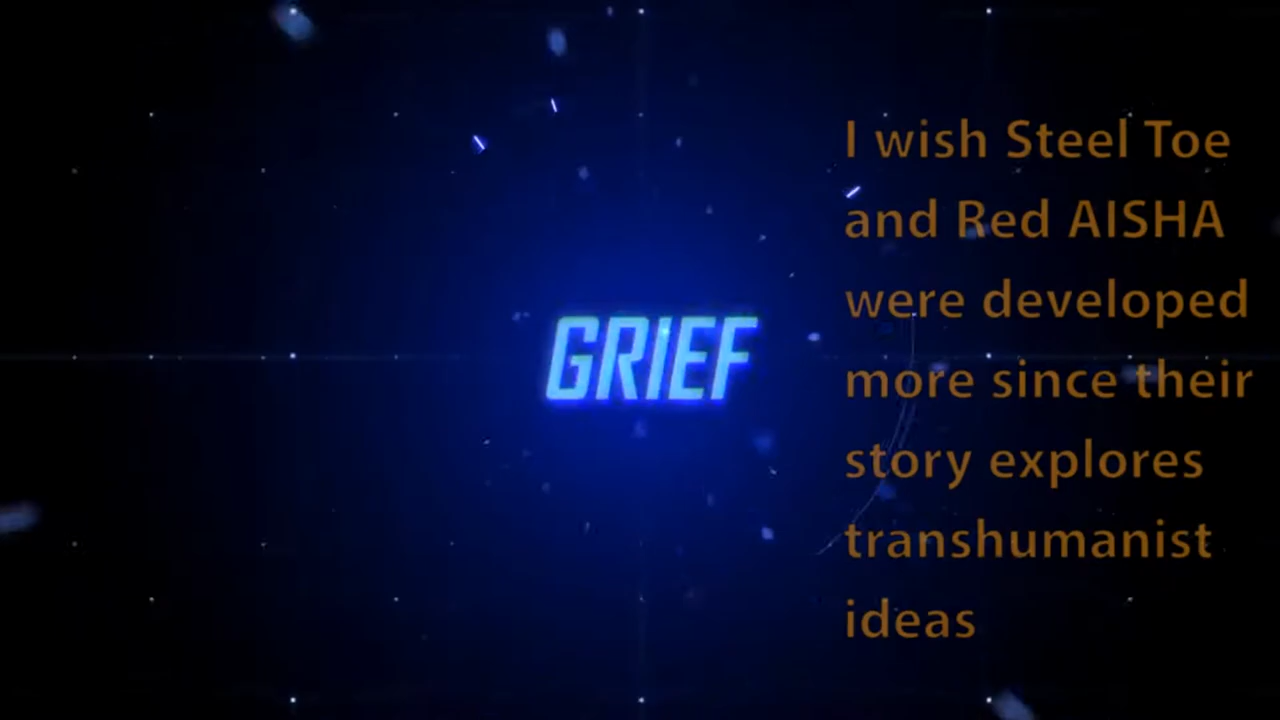 GRIEF
I wish Steel Toe
and Red AISHA
were developed
more since their
story explores
transhumanist
ideas